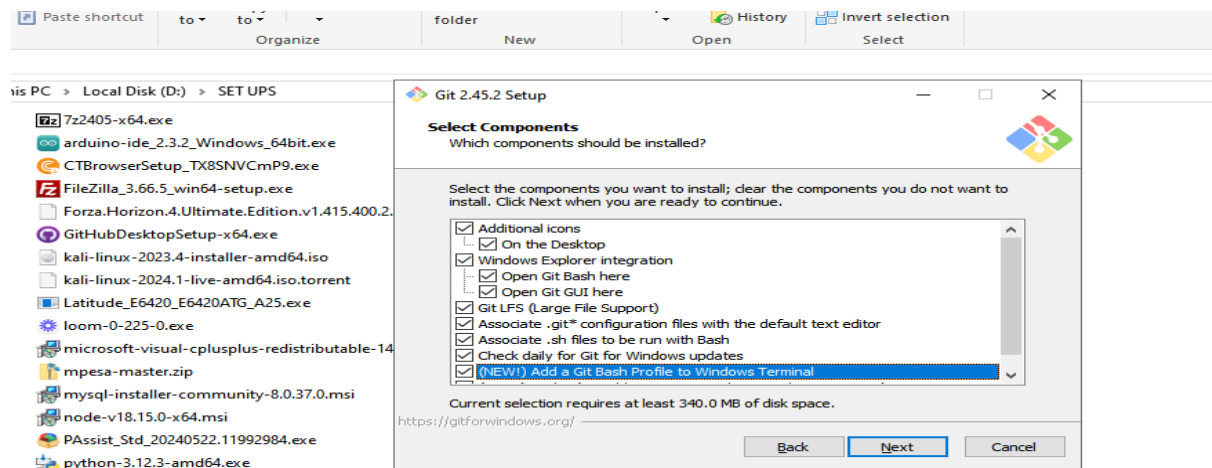 Paste shortcut
to
to
folder
History
Invert selection
Organize
New
Open
Select
his PC > Local Disk (D:) > SET UPS
7z2405-x64.exe
arduino-ide_2.3.2_Windows_64bit.exe
CTBrowserSetup_TX8SNVCmP9.exe
FileZilla_3.66.5_win64-setup.exe
Forza.Horizon.4.Ultimate.Edition.v1.415.400.2.
GitHubDesktopSetup-x64.exe
kali-linux-2023.4-installer-amd64.iso
kali-linux-2024.1-live-amd64.iso.torrent
Latitude_E6420_E6420ATG_A25.exe
loom-0-225-0.exe
microsoft-visual-cplusplus-redistributable-14
mpesa-master.zip
mysql-installer-community-8.0.37.0.msi
node-v18.15.0-x64.msi
PAssist_Std_20240522.11992984.exe
python-3.12.3-amd64.exe
Git 2.45.2 Setup
Select Components
Which components should be installed?
Select the components you want to install; clear the components you do not want to
install. Click Next when you are ready to continue.
Additional icons
On the Desktop
Windows Explorer integration
Open Git Bash here
Open Git GUI here
Git LFS (Large File Support)
Associate .git* configuration files with the default text editor
Associate .sh files to be run with Bash
Check daily for Git for Windows updates
(NEW!) Add a Git Bash Profile to Windows Terminal
Current selection requires at least 340.0 MB of disk space.
https://gitforwindows.org/
Back
Next
Cancel